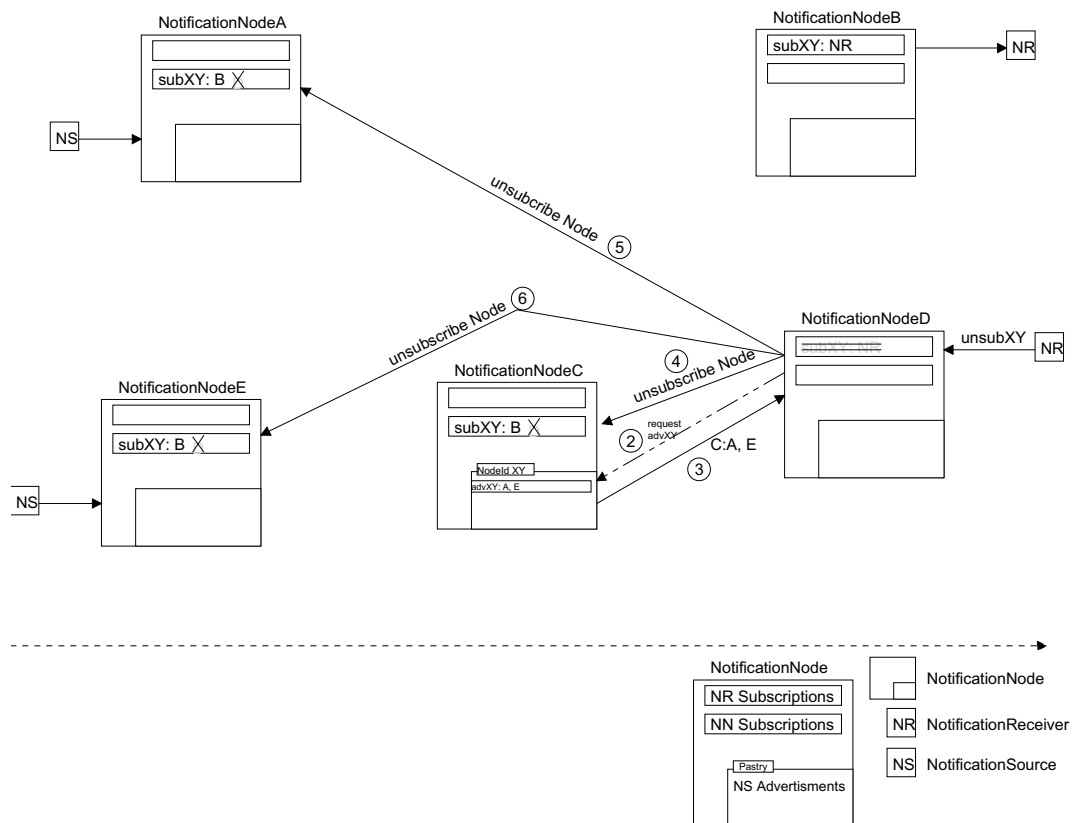 NotificationNodeA
NotificationNodeB
subXY: NR
NR
subXY: B X
NS
unsubcribe Node
5
6
unsubscribe Node
NotificationNodeD
subXY: NR
unsubXY
NR
4
unsubscribe Node
NotificationNodeC
NotificationNodeE
subXY: B X
subXY: B X
2
request
advXY
C:A, E
3
NodeId XY
advXY: A, E
NS
NotificationNode
NR Subscriptions
NN Subscriptions
Pastry
NS Advertisments
NotificationNode
NR NotificationReceiver
NS NotificationSource